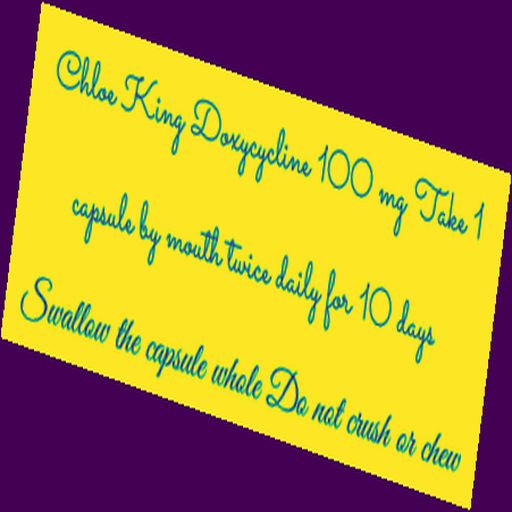 Chloe King Doxycycline 100 mg Take 1
capsule by mouth twice daily for 10 days
Swallow the capsule whole Do not crush or chew